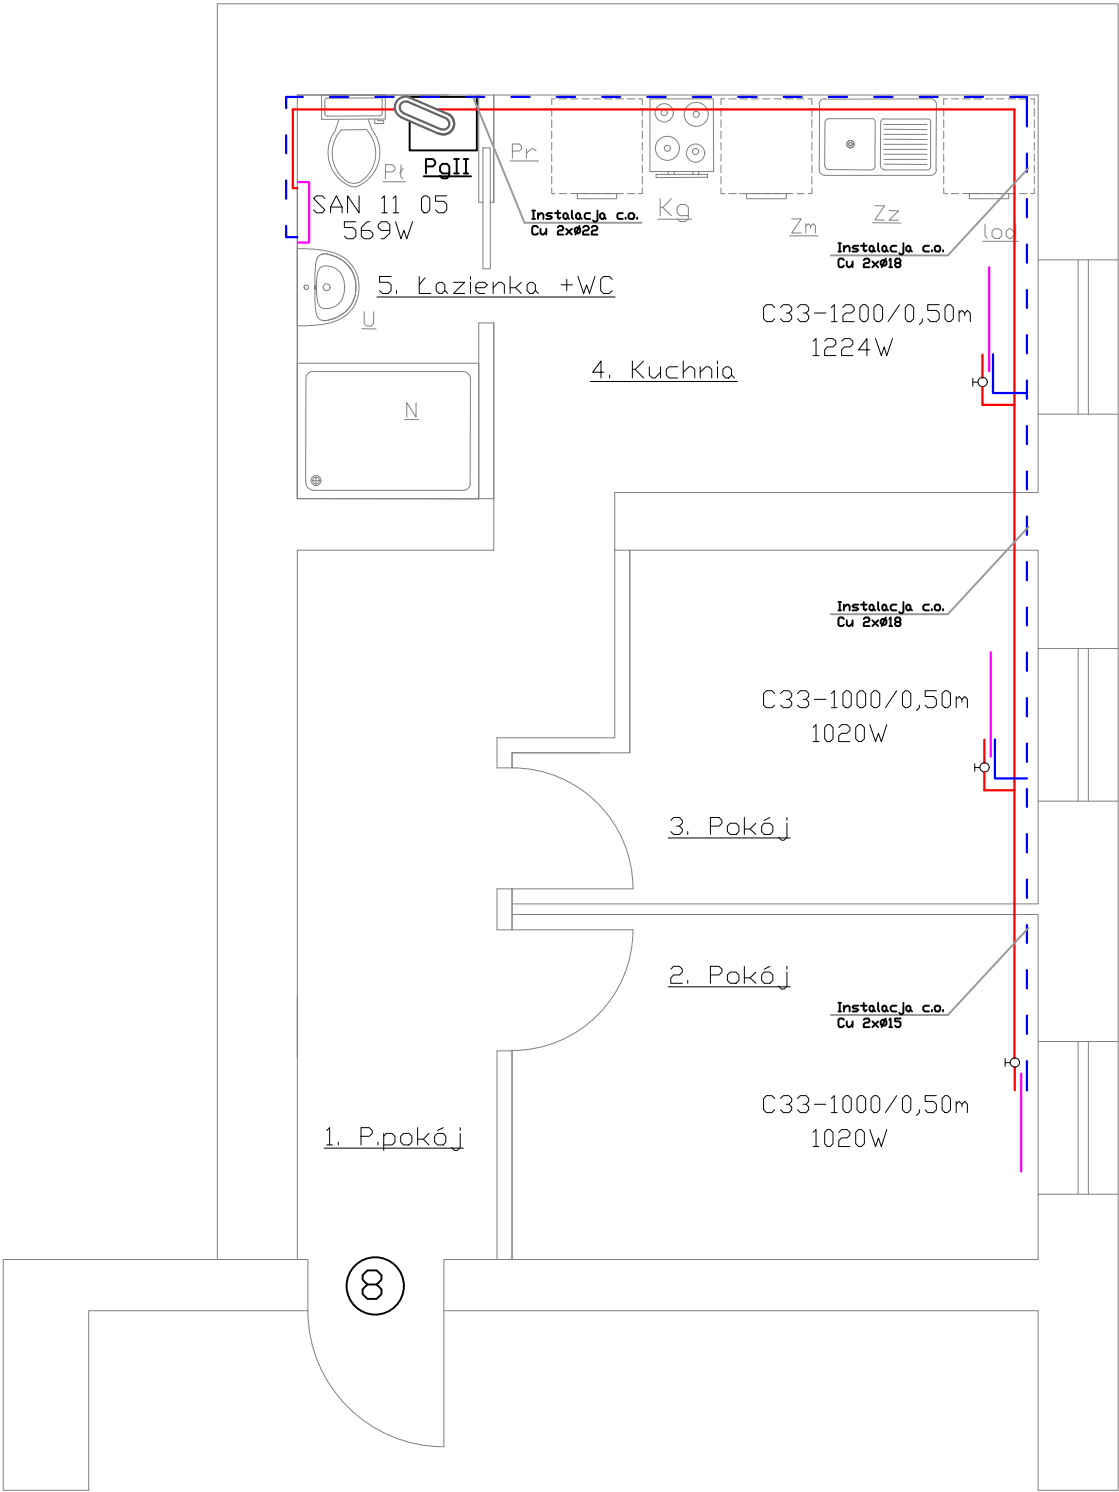 Pr
Pł
PgII
SAN 11 05
569W
Instalacja c.o.
Cu 2xø22
Kg
Zm
Zz
lod
Instalacja c.o.
Cu 2xø18
5. Łazienka +WC
U
C33-1200/0,50m
1224W
4. Kuchnia
N
Instalacja c.o.
Cu 2xø18
C33-1000/0,50m
1020W
3. Pokój
2. Pokój
Instalacja c.o.
Cu 2xø15
C33-1000/0,50m
1020W
1. P.pokój
8